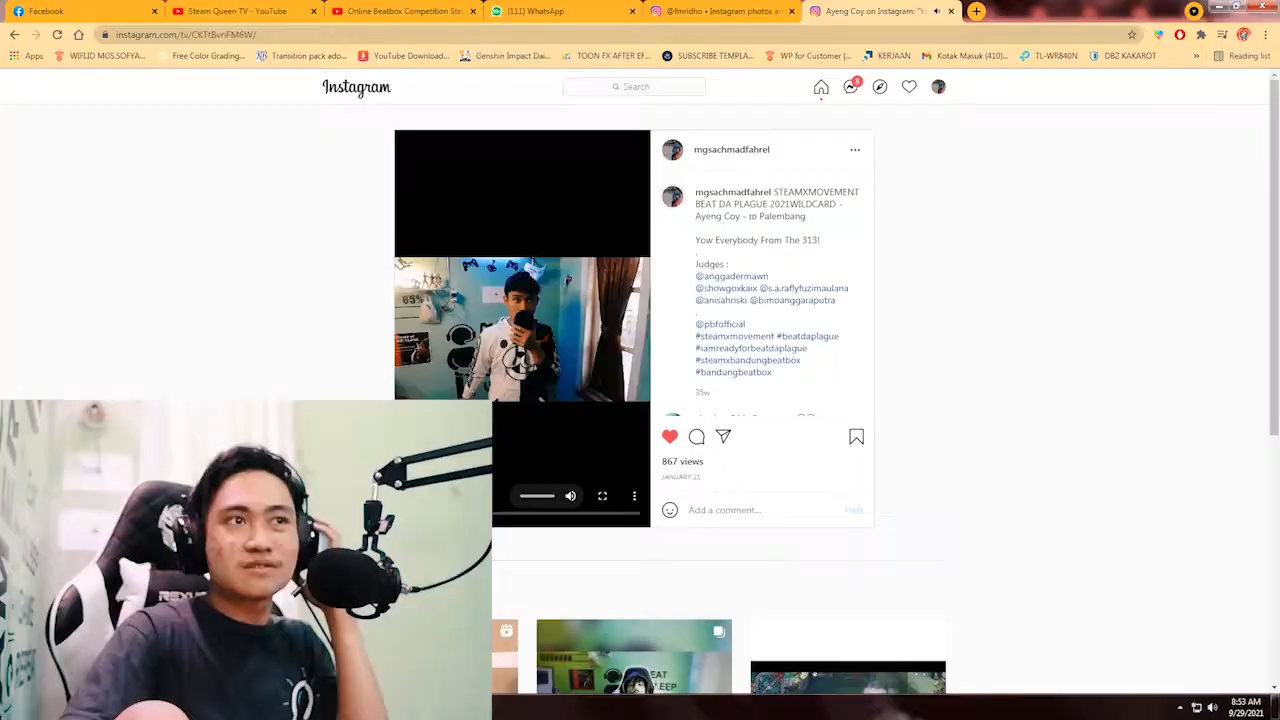 Facebook
Steam Queen TV - YouTube
Online Beatbox Competition Ste
(111) WhatsApp
@fmridho • Instagram photos an
Ayeng Coy on Instagram: "Yo
instagram.com/tv/CKTtBvnFM6W/
Apps
WIFI.ID MGS.SOFYA...
Free Color Grading...
Transition pack ado...
YouTube Download...
Genshin Impact Dai...
TOON FX AFTER EF...
SUBSCRIBE TEMPLA...
WP for Customer |...
KERJAAN
Kotak Masuk (410)...
TL-WR840N
DBZ KAKAROT
»
Reading list
Instagram
Search
8
mgsachmadfahrel
mgsachmadfahrel STEAMXMOVEMENT
BEAT DA PLAGUE 2021WILDCARD -
Ayeng Coy - ID Palembang
Yow Everybody From The 313!
.
Judges :
@anggadermawn
@showgoxkaix @s.a.raflyfuzimaulana
@anisahriski @bimoanggaraputra
.
@pbfofficial
#steamxmovement #beatdaplague
#iamreadyforbeatdaplague
#steamxbandungbeatbox
#bandungbeatbox
35w
65%
867 views
JANUARY 21
Add a comment...
Post
8:53 AM
9/29/2021